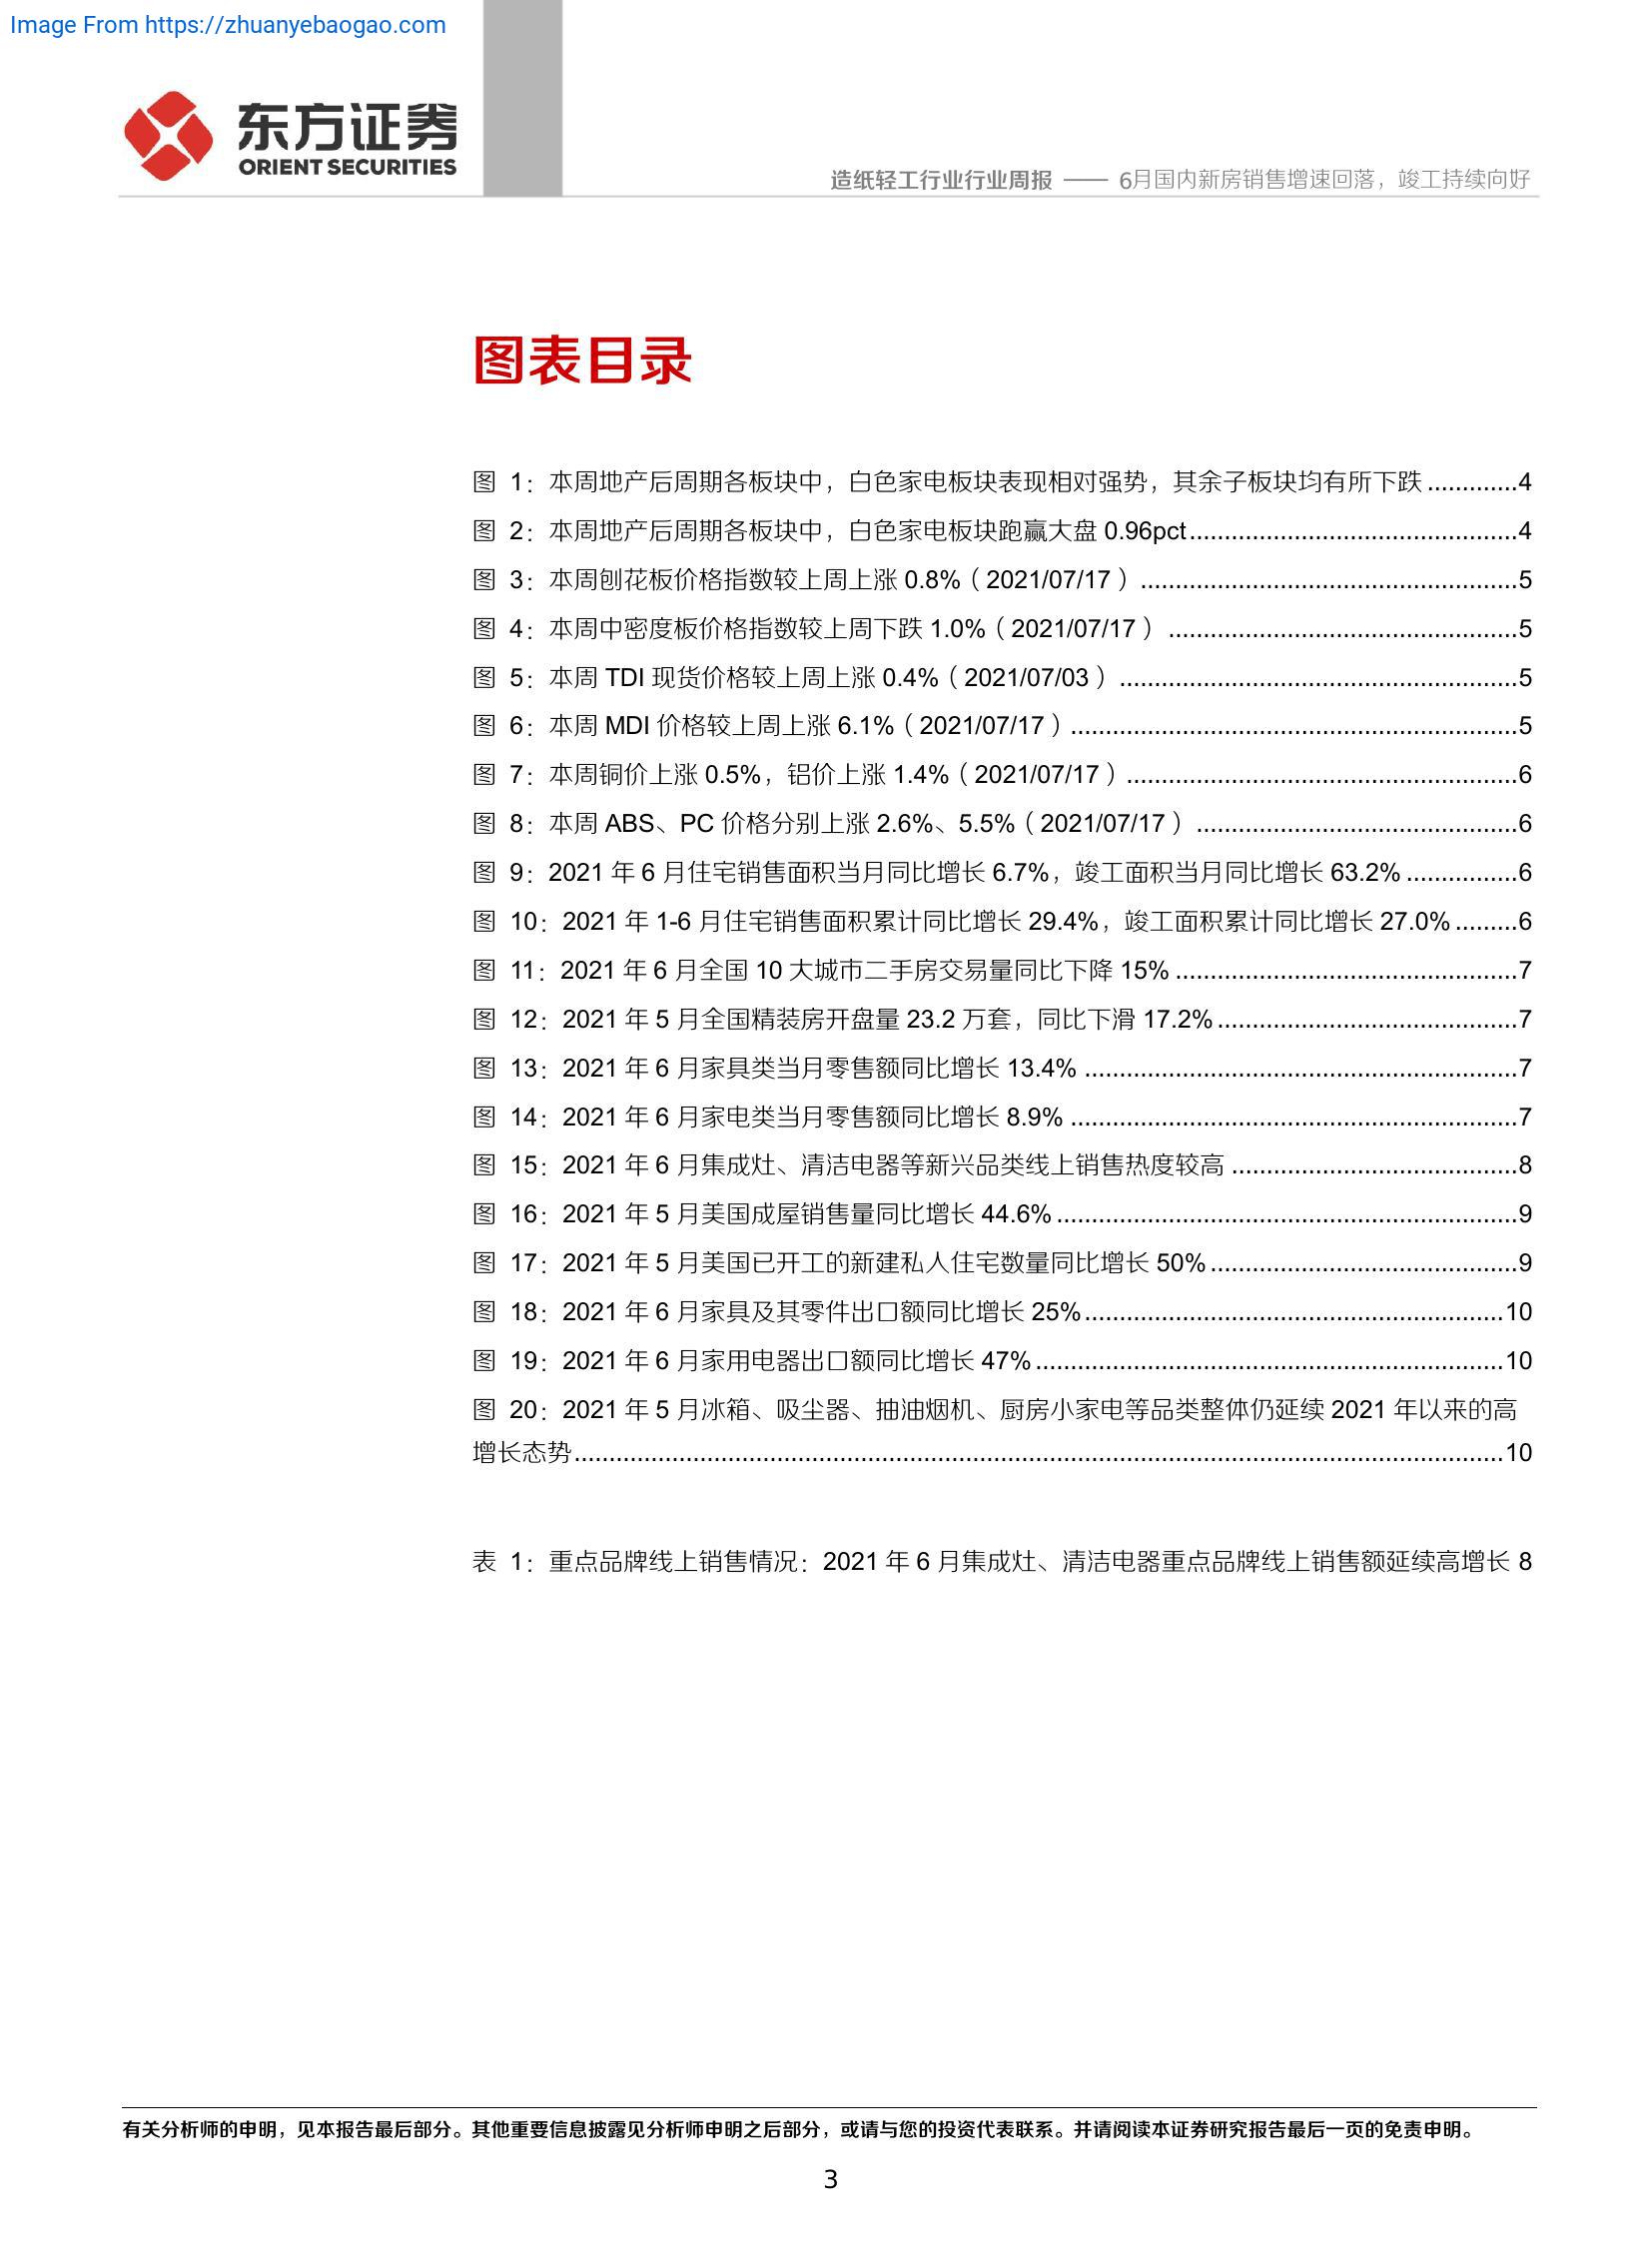 Image From https://zhuanyebaogao.com
东方证券
ORIENT SECURITIES
造纸轻工行业行业周报 —— 6月国内新房销售增速回落，竣工持续向好
图表目录
图 1：本周地产后周期各板块中，白色家电板块表现相对强势，其余子板块均有所下跌.............4
图 2：本周地产后周期各板块中，白色家电板块跑赢大盘 0.96pct...............................................4
图 3：本周刨花板价格指数较上周上涨 0.8%（2021/07/17）......................................................5
图 4：本周中密度板价格指数较上周下跌 1.0%（2021/07/17）..................................................5
图 5：本周 TDI 现货价格较上周上涨 0.4%（2021/07/03）.........................................................5
图 6：本周 MDI 价格较上周上涨 6.1%（2021/07/17）................................................................5
图 7：本周铜价上涨 0.5%，铝价上涨 1.4%（2021/07/17）........................................................6
图 8：本周 ABS、PC 价格分别上涨 2.6%、5.5%（2021/07/17）..............................................6
图 9：2021 年 6 月住宅销售面积当月同比增长 6.7%，竣工面积当月同比增长 63.2%................6
图 10：2021 年 1-6 月住宅销售面积累计同比增长 29.4%，竣工面积累计同比增长 27.0%.........6
图 11：2021 年 6 月全国 10 大城市二手房交易量同比下降 15%.................................................7
图 12：2021 年 5 月全国精装房开盘量 23.2 万套，同比下滑 17.2%...........................................7
图 13：2021 年 6 月家具类当月零售额同比增长 13.4%..............................................................7
图 14：2021 年 6 月家电类当月零售额同比增长 8.9%................................................................7
图 15：2021 年 6 月集成灶、清洁电器等新兴品类线上销售热度较高.........................................8
图 16：2021 年 5 月美国成屋销售量同比增长 44.6%..................................................................9
图 17：2021 年 5 月美国已开工的新建私人住宅数量同比增长 50%............................................9
图 18：2021 年 6 月家具及其零件出口额同比增长 25%............................................................10
图 19：2021 年 6 月家用电器出口额同比增长 47%...................................................................10
图 20：2021 年 5 月冰箱、吸尘器、抽油烟机、厨房小家电等品类整体仍延续 2021 年以来的高
增长态势.....................................................................................................................................10
表 1：重点品牌线上销售情况：2021 年 6 月集成灶、清洁电器重点品牌线上销售额延续高增长 8
有关分析师的申明，见本报告最后部分。其他重要信息披露见分析师申明之后部分，或请与您的投资代表联系。并请阅读本证券研究报告最后一页的免责申明。
3